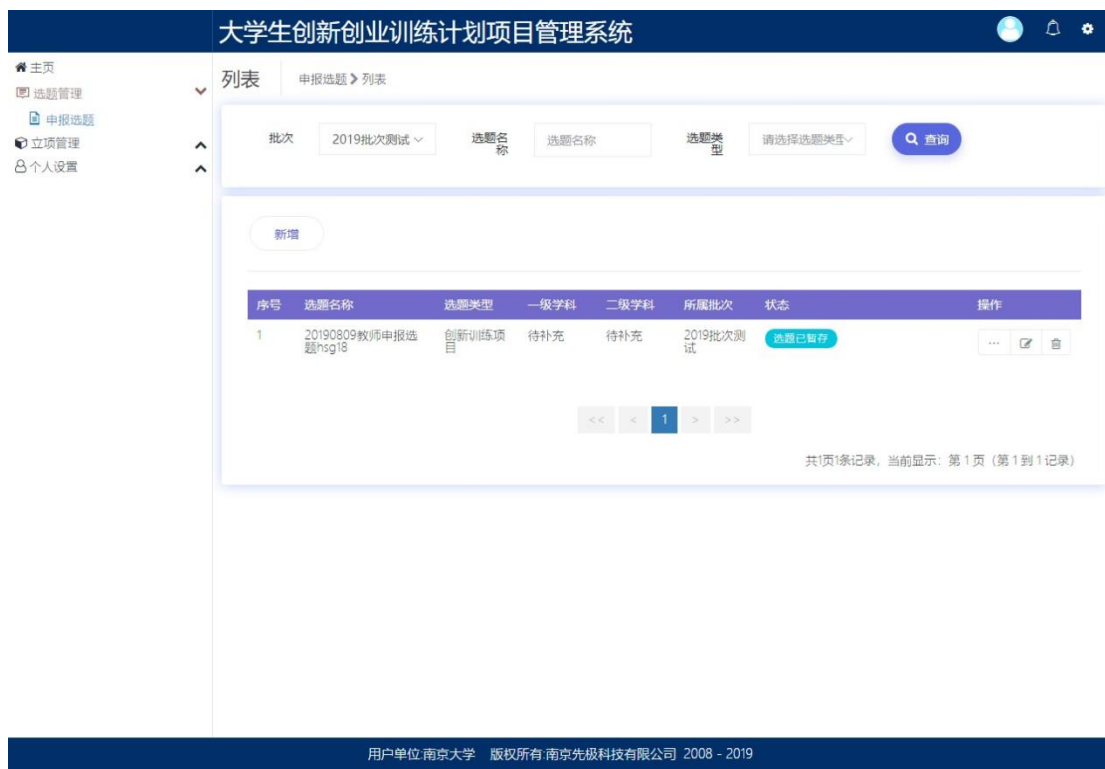 大学生创新创业训练计划项目管理系统
主页
选题管理
申报选题
立项管理
个人设置
列表 申报选题 > 列表
批次 2019批次测试 选题名称 选题名称 选题类型 请选择选题类型 查询
新增
序号 选题名称 选题类型 一级学科 二级学科 所属批次 状态 操作
1 20190809教师申报选题hsg18 创新训练项目 待补充 待补充 2019批次测试 选题已暂存 ...
<< < 1 > >>
共1页1条记录，当前显示：第 1 页（第 1 到 1 记录）
用户单位:南京大学 版权所有:南京先极科技有限公司 2008 - 2019